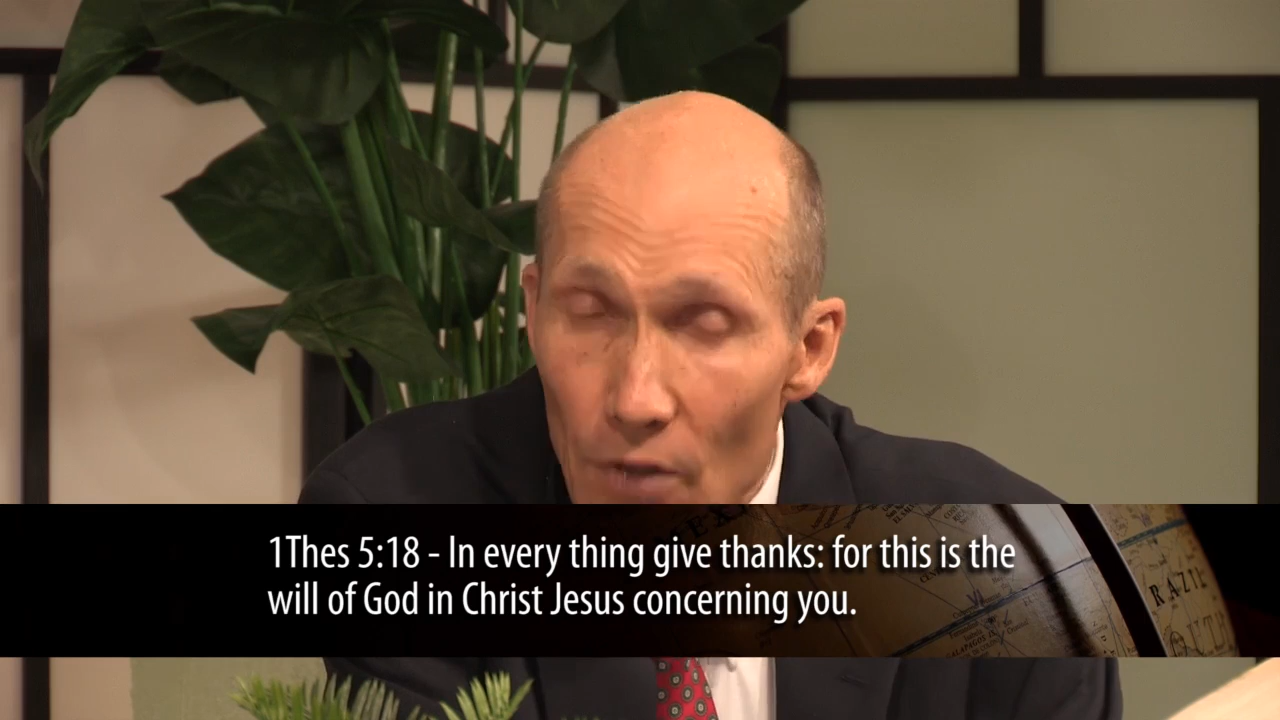 1Thes 5:18 - In every thing give thanks: for this is the
will of God in Christ Jesus concerning you.
RAZIL